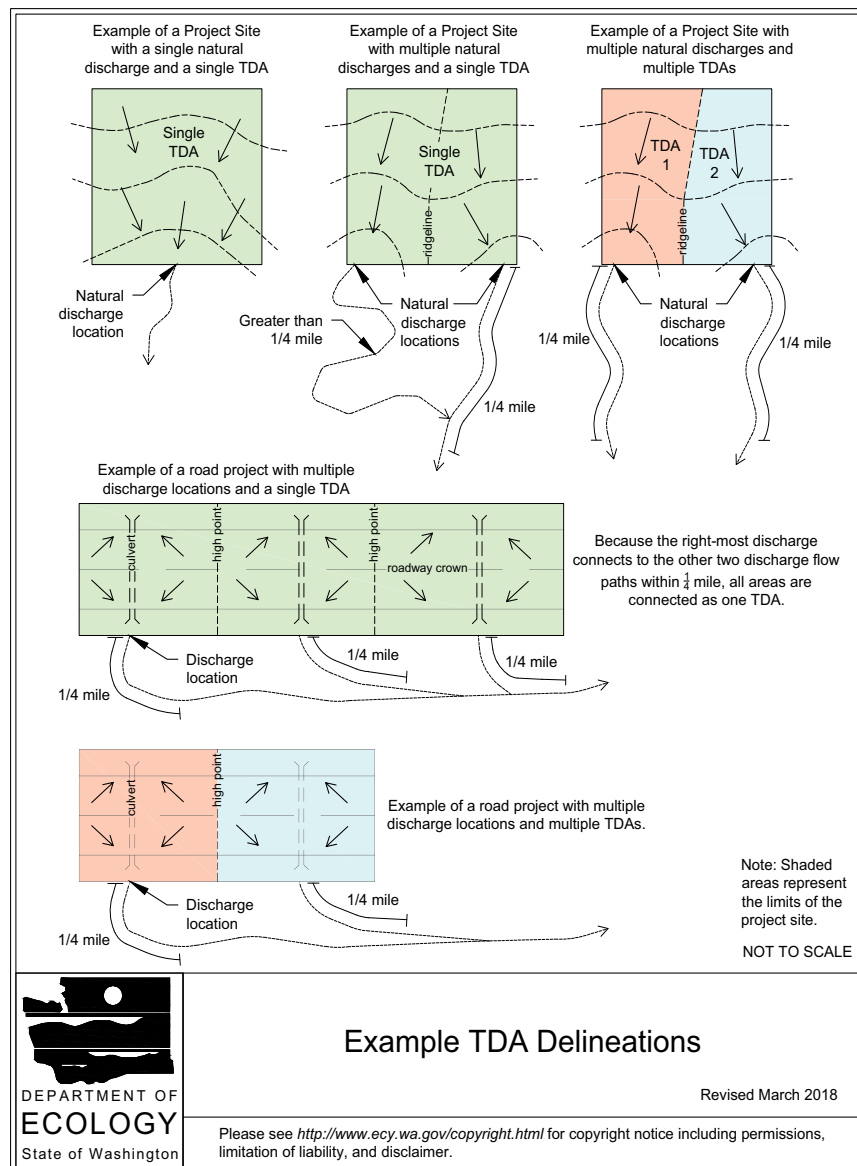 Example of a Project Site
with a single natural
discharge and a single TDA
Example of a Project Site
with multiple natural
discharges and a single TDA
Example of a Project Site with
multiple natural discharges and
multiple TDAs
Single
TDA
Single
TDA
ridgeline
TDA
1
TDA
2
ridgeline
Natural
discharge
location
Greater than
1/4 mile
Natural
discharge
locations
1/4 mile
1/4 mile
Natural
discharge
locations
1/4 mile
Example of a road project with multiple
discharge locations and a single TDA
culvert
high point
high point
roadway crown
Because the right-most discharge
connects to the other two discharge flow
paths within 1/4 mile, all areas are
connected as one TDA.
Discharge
location
1/4 mile
1/4 mile
1/4 mile
culvert
high point
Example of a road project with multiple
discharge locations and multiple TDAs.
Discharge
location
1/4 mile
1/4 mile
Note: Shaded
areas represent
the limits of the
project site.
NOT TO SCALE
DEPARTMENT OF
ECOLOGY
State of Washington
Example TDA Delineations
Revised March 2018
Please see http://www.ecy.wa.gov/copyright.html for copyright notice including permissions,
limitation of liability, and disclaimer.